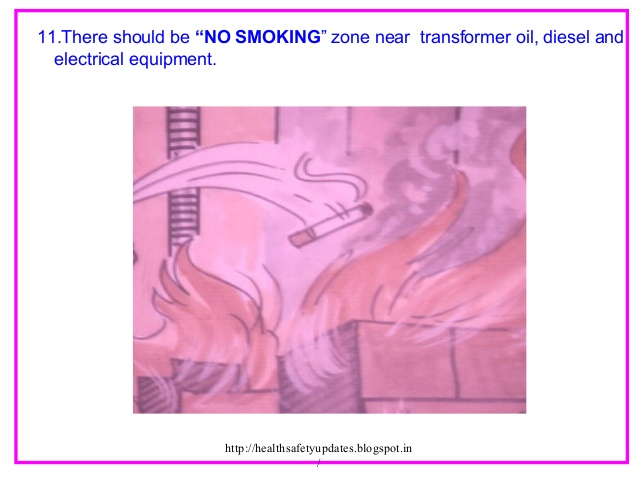 11.There should be “NO SMOKING” zone near  transformer oil, diesel and
electrical equipment.
http://healthsafetyupdates.blogspot.in
/